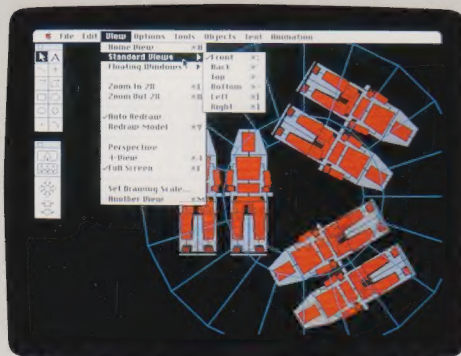 File Edit View Options Tools Objects Text Animation
Home View
Standard Views
Floating Windows
Zoom In 2X
Zoom Out 2X
✓Auto Redraw
Redraw Model
Perspective
4-View
✓Full Screen
Set Drawing Scale...
Another View
✓Front
Back
Top
Bottom
Left
Right
A